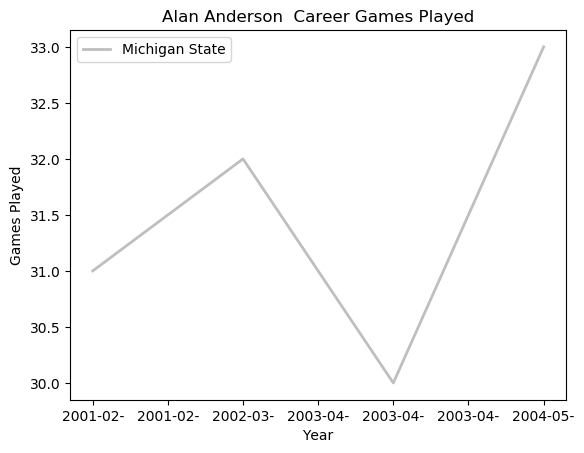 Alan Anderson  Career Games Played
Michigan State
33.0
32.5
32.0
31.5
31.0
30.5
30.0
Games Played
2001-02- 2001-02- 2002-03- 2003-04- 2003-04- 2003-04- 2004-05-
Year